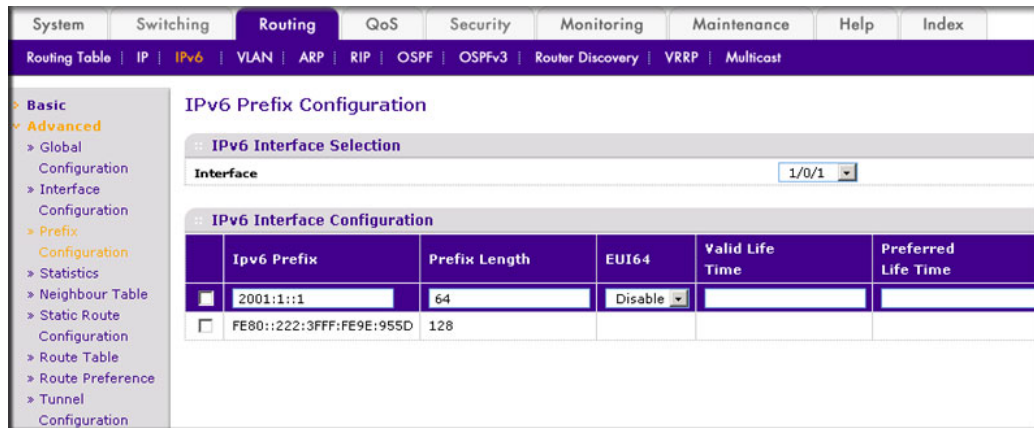 System Switching Routing QoS Security Monitoring Maintenance Help Index
Routing Table | IP | IPv6 | VLAN | ARP | RIP | OSPF | OSPFv3 | Router Discovery | VRRP | Multicast
Basic
Advanced
» Global
Configuration
» Interface
Configuration
» Prefix
Configuration
» Statistics
» Neighbour Table
» Static Route
Configuration
» Route Table
» Route Preference
» Tunnel
Configuration
IPv6 Prefix Configuration
IPv6 Interface Selection
Interface 1/0/1
IPv6 Interface Configuration
Ipv6 Prefix Prefix Length EUI64 Valid Life Time Preferred Life Time
2001:1::1 64 Disable
FE80::222:3FFF:FE9E:955D 128